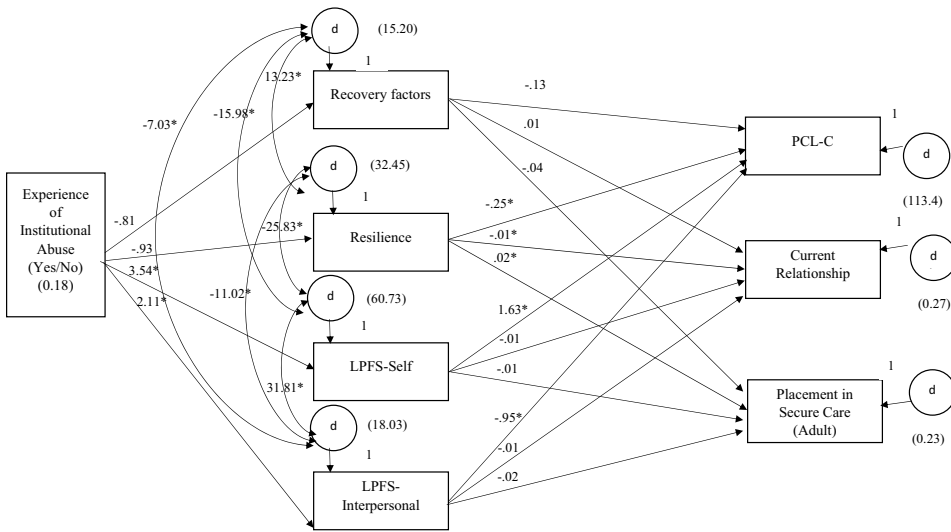 d
(15.20)
1
13.23*
Recovery factors
-15.98*
-7.03*
d
(32.45)
1
Resilience
-25.83*
-11.02*
d
(60.73)
1
LPFS-Self
31.81*
d
(18.03)
1
LPFS-
Interpersonal
Experience
of
Institutional
Abuse
(Yes/No)
(0.18)
-.81
-.93
3.54*
2.11*
-.13
.01
-.04
-.25*
-.01*
.02*
1.63*
-.01
-.01
-.95*
-.01
-.02
PCL-C
1
d
(113.4)
Current
Relationship
1
d
(0.27)
Placement in
Secure Care
(Adult)
1
d
(0.23)